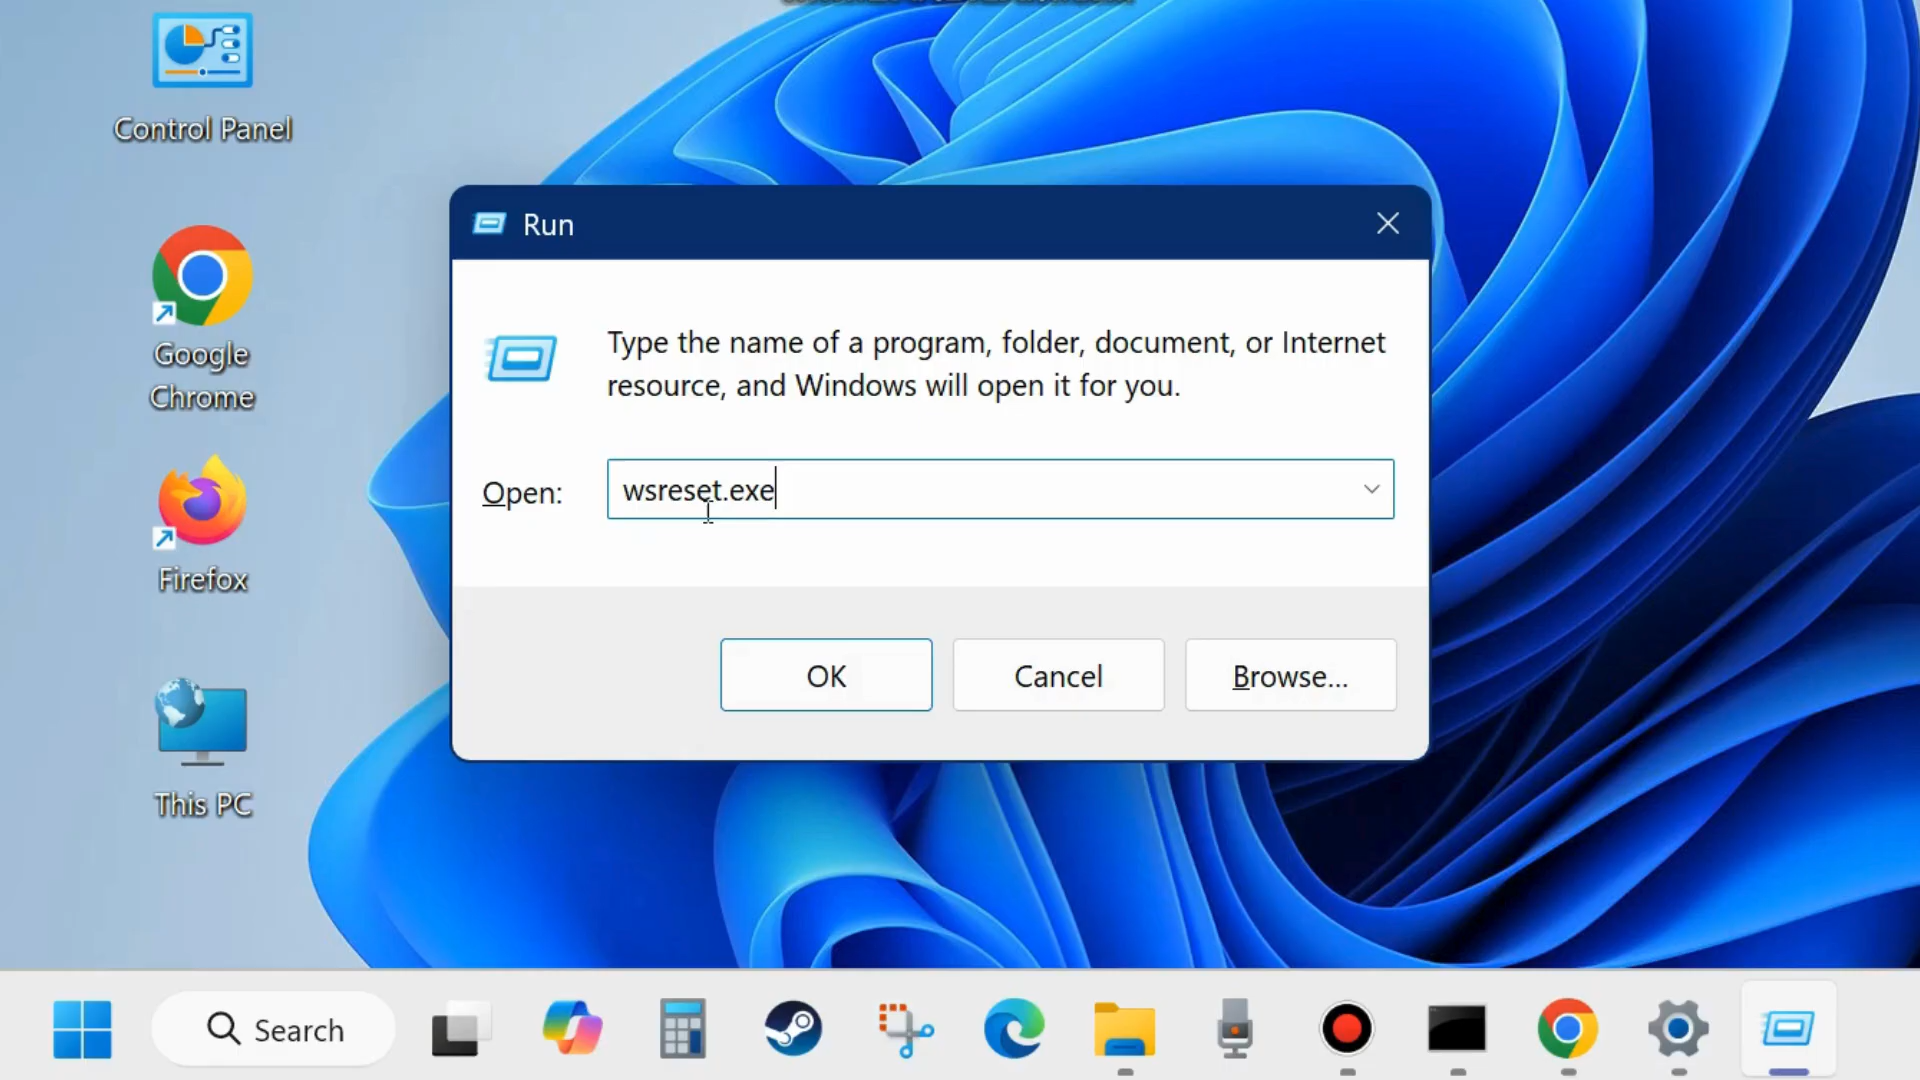 Control Panel
Google
Chrome
Firefox
This PC
Run
Type the name of a program, folder, document, or Internet
resource, and Windows will open it for you.
Open:
wsreset.exe
OK
Cancel
Browse...
Search